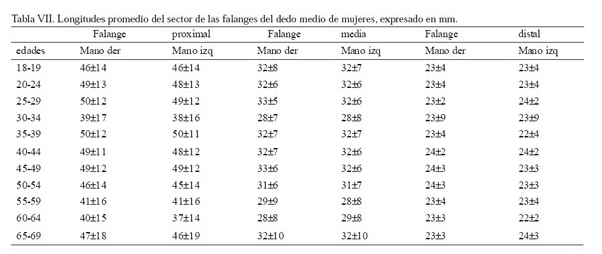 Tabla VII. Longitudes promedio del sector de las falanges del dedo medio de mujeres, expresado en mm.
Falange proximal Falange media Falange distal
edades Mano der Mano izq Mano der Mano izq Mano der Mano izq
18-19 46±14 46±14 32±8 32±7 23±4 23±4
20-24 49±13 48±13 32±6 32±6 23±4 23±4
25-29 50±12 49±12 33±5 32±6 23±2 24±2
30-34 39±17 38±16 28±7 28±8 23±9 23±9
35-39 50±12 50±11 32±7 32±7 23±4 22±4
40-44 49±11 48±12 32±7 32±6 24±2 24±2
45-49 49±12 49±12 33±6 32±6 24±3 23±3
50-54 46±14 45±14 31±6 31±7 24±3 23±3
55-59 41±16 41±16 29±9 28±8 23±4 23±4
60-64 40±15 37±14 28±8 29±8 23±3 22±2
65-69 47±18 46±19 32±10 32±10 23±3 24±3